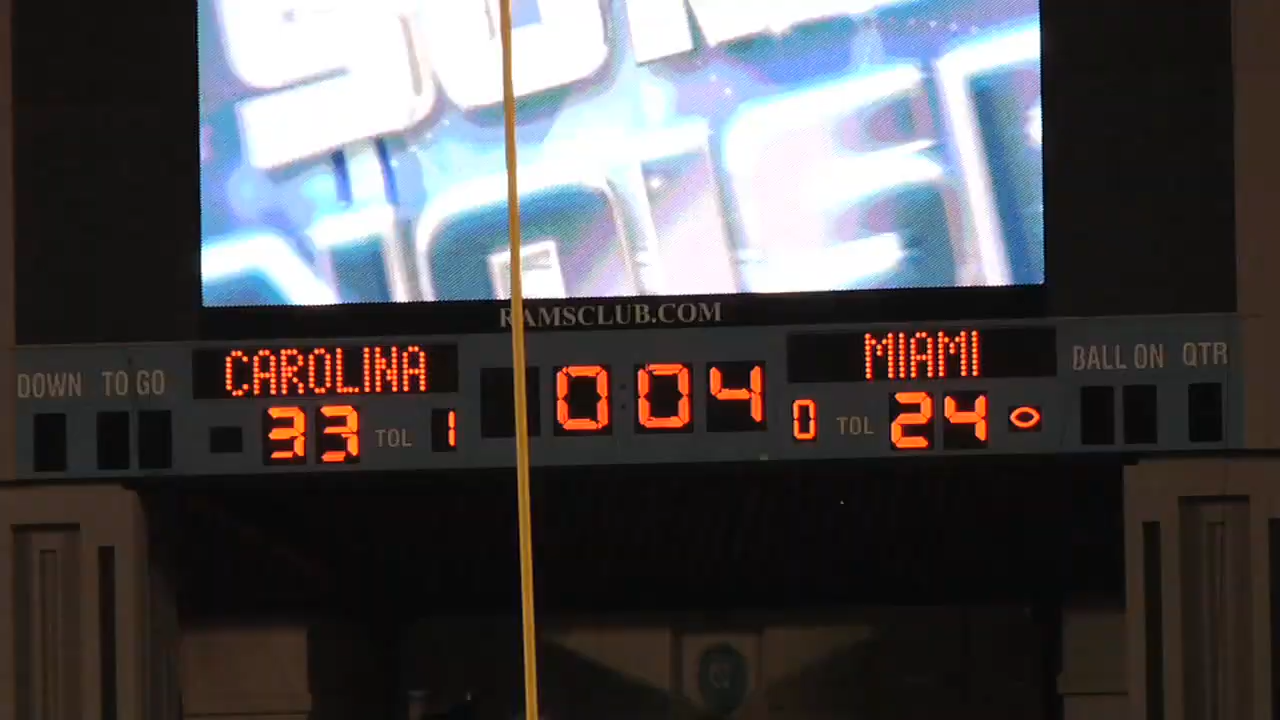 RAMSCLUB.COM
CAROLINA
MIAMI
DOWN TO GO
BALL ON QTR
0:04
33 TOL 1
0 TOL 24